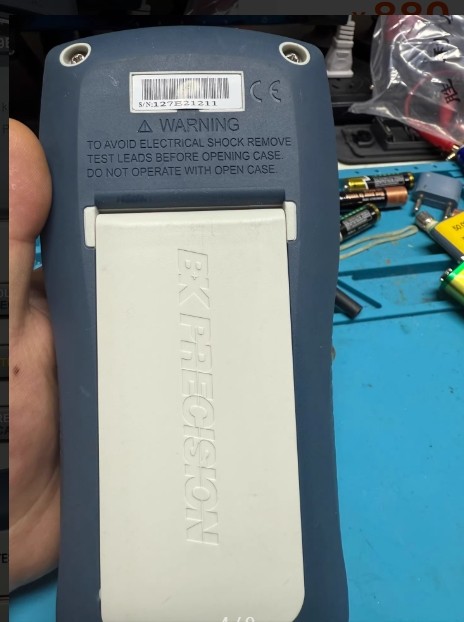 880
S/N:127E21211
CE
⚠ WARNING
TO AVOID ELECTRICAL SHOCK REMOVE
TEST LEADS BEFORE OPENING CASE.
DO NOT OPERATE WITH OPEN CASE.
BK PRECISION